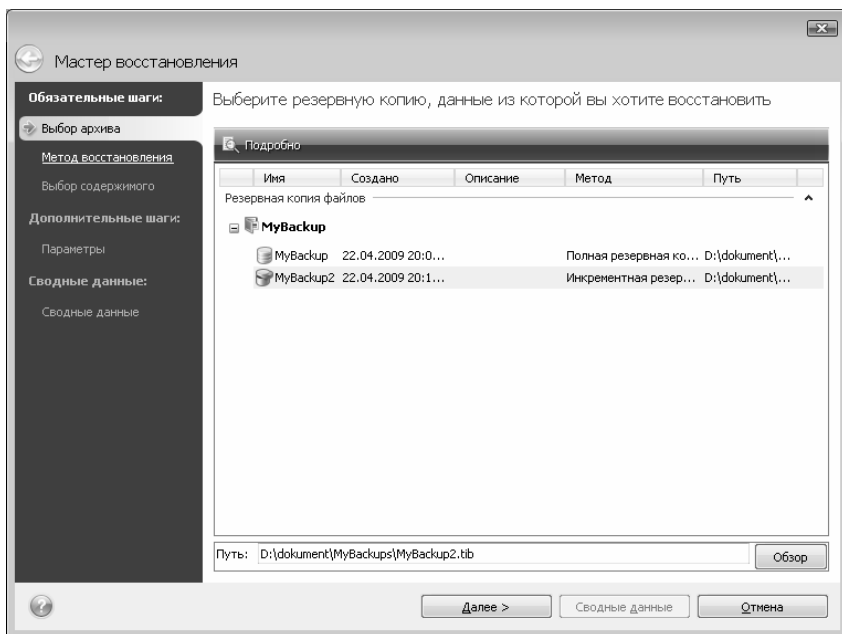 Мастер восстановления
Обязательные шаги:
Выбор архива
Метод восстановления
Выбор содержимого
Дополнительные шаги:
Параметры
Сводные данные:
Сводные данные
Выберите резервную копию, данные из которой вы хотите восстановить
Подробно
Имя Создано Описание Метод Путь
Резервная копия файлов
MyBackup
MyBackup 22.04.2009 20:0... Полная резервная ко... D:\dokument\...
MyBackup2 22.04.2009 20:1... Инкрементная резер... D:\dokument\...
Путь: D:\dokument\MyBackups\MyBackup2.tib Обзор
Далее > Сводные данные Отмена